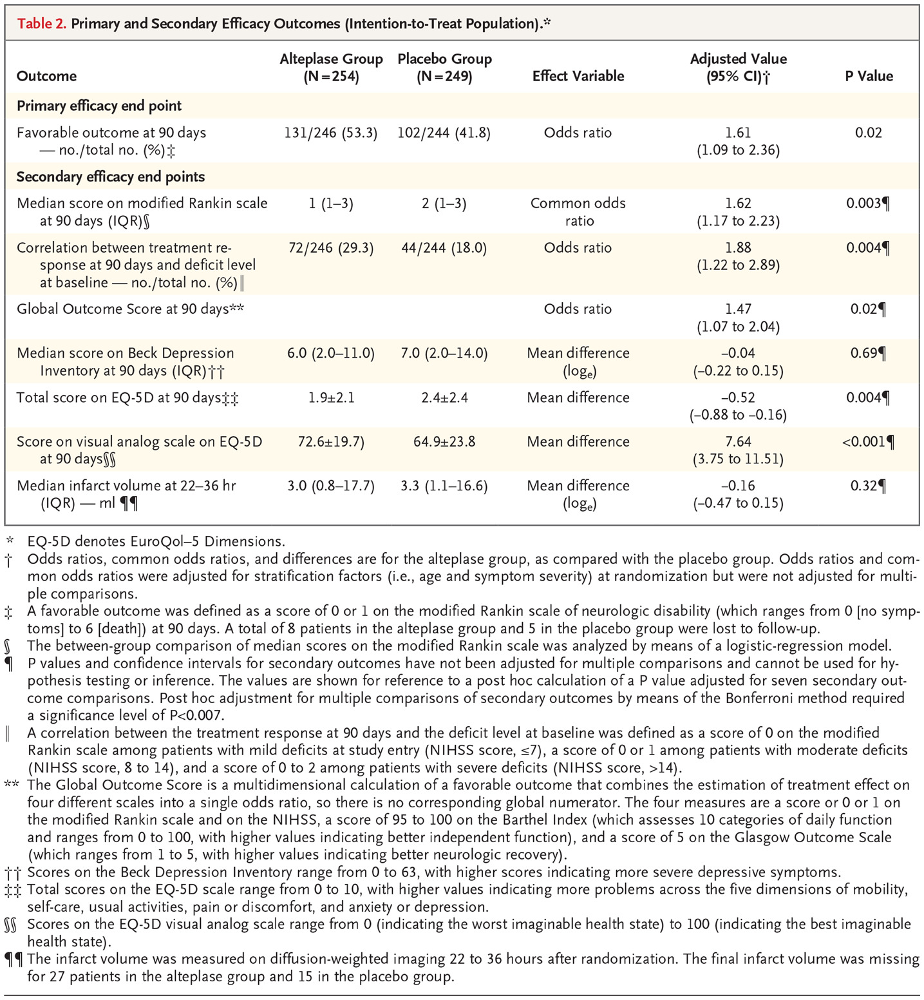 Table 2. Primary and Secondary Efficacy Outcomes (Intention-to-Treat Population).*
Outcome
Alteplase Group
(N = 254)
Placebo Group
(N = 249)
Effect Variable
Adjusted Value
(95% CI)†
P Value
Primary efficacy end point
Favorable outcome at 90 days
— no./total no. (%)‡
131/246 (53.3)
102/244 (41.8)
Odds ratio
1.61
(1.09 to 2.36)
0.02
Secondary efficacy end points
Median score on modified Rankin scale
at 90 days (IQR)§
1 (1–3)
2 (1–3)
Common odds
ratio
1.62
(1.17 to 2.23)
0.003¶
Correlation between treatment re-
sponse at 90 days and deficit level
at baseline — no./total no. (%)‖
72/246 (29.3)
44/244 (18.0)
Odds ratio
1.88
(1.22 to 2.89)
0.004¶
Global Outcome Score at 90 days**
Odds ratio
1.47
(1.07 to 2.04)
0.02¶
Median score on Beck Depression
Inventory at 90 days (IQR)††
6.0 (2.0–11.0)
7.0 (2.0–14.0)
Mean difference
(logₑ)
–0.04
(–0.22 to 0.15)
0.69¶
Total score on EQ-5D at 90 days‡‡
1.9±2.1
2.4±2.4
Mean difference
–0.52
(–0.88 to –0.16)
0.004¶
Score on visual analog scale on EQ-5D
at 90 days§§
72.6±19.7)
64.9±23.8
Mean difference
7.64
(3.75 to 11.51)
<0.001¶
Median infarct volume at 22–36 hr
(IQR) — ml ¶¶
3.0 (0.8–17.7)
3.3 (1.1–16.6)
Mean difference
(logₑ)
–0.16
(–0.47 to 0.15)
0.32¶
* EQ-5D denotes EuroQol–5 Dimensions.
† Odds ratios, common odds ratios, and differences are for the alteplase group, as compared with the placebo group. Odds ratios and com-
mon odds ratios were adjusted for stratification factors (i.e., age and symptom severity) at randomization but were not adjusted for multi-
ple comparisons.
‡ A favorable outcome was defined as a score of 0 or 1 on the modified Rankin scale of neurologic disability (which ranges from 0 [no symp-
toms] to 6 [death]) at 90 days. A total of 8 patients in the alteplase group and 5 in the placebo group were lost to follow-up.
§ The between-group comparison of median scores on the modified Rankin scale was analyzed by means of a logistic-regression model.
¶ P values and confidence intervals for secondary outcomes have not been adjusted for multiple comparisons and cannot be used for hy-
pothesis testing or inference. The values are shown for reference to a post hoc calculation of a P value adjusted for seven secondary out-
come comparisons. Post hoc adjustment for multiple comparisons of secondary outcomes by means of the Bonferroni method required
a significance level of P<0.007.
‖ A correlation between the treatment response at 90 days and the deficit level at baseline was defined as a score of 0 on the modified
Rankin scale among patients with mild deficits at study entry (NIHSS score, ≤7), a score of 0 or 1 among patients with moderate deficits
(NIHSS score, 8 to 14), and a score of 0 to 2 among patients with severe deficits (NIHSS score, >14).
** The Global Outcome Score is a multidimensional calculation of a favorable outcome that combines the estimation of treatment effect on
four different scales into a single odds ratio, so there is no corresponding global numerator. The four measures are a score or 0 or 1 on
the modified Rankin scale and on the NIHSS, a score of 95 to 100 on the Barthel Index (which assesses 10 categories of daily function
and ranges from 0 to 100, with higher values indicating better independent function), and a score of 5 on the Glasgow Outcome Scale
(which ranges from 1 to 5, with higher values indicating better neurologic recovery).
†† Scores on the Beck Depression Inventory range from 0 to 63, with higher scores indicating more severe depressive symptoms.
‡‡ Total scores on the EQ-5D scale range from 0 to 10, with higher values indicating more problems across the five dimensions of mobility,
self-care, usual activities, pain or discomfort, and anxiety or depression.
§§ Scores on the EQ-5D visual analog scale range from 0 (indicating the worst imaginable health state) to 100 (indicating the best imaginable
health state).
¶¶ The infarct volume was measured on diffusion-weighted imaging 22 to 36 hours after randomization. The final infarct volume was missing
for 27 patients in the alteplase group and 15 in the placebo group.